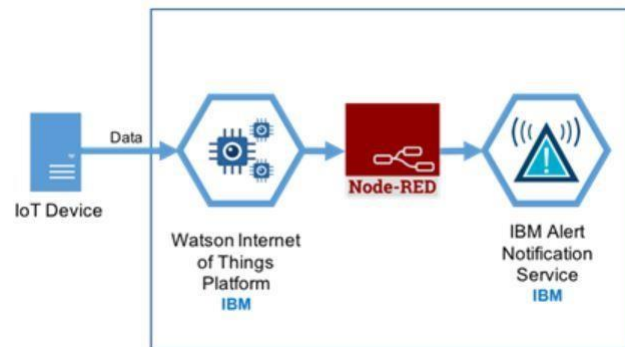 Data
IoT Device
Watson Internet
of Things
Platform
IBM
Node-RED
IBM Alert
Notification
Service
IBM